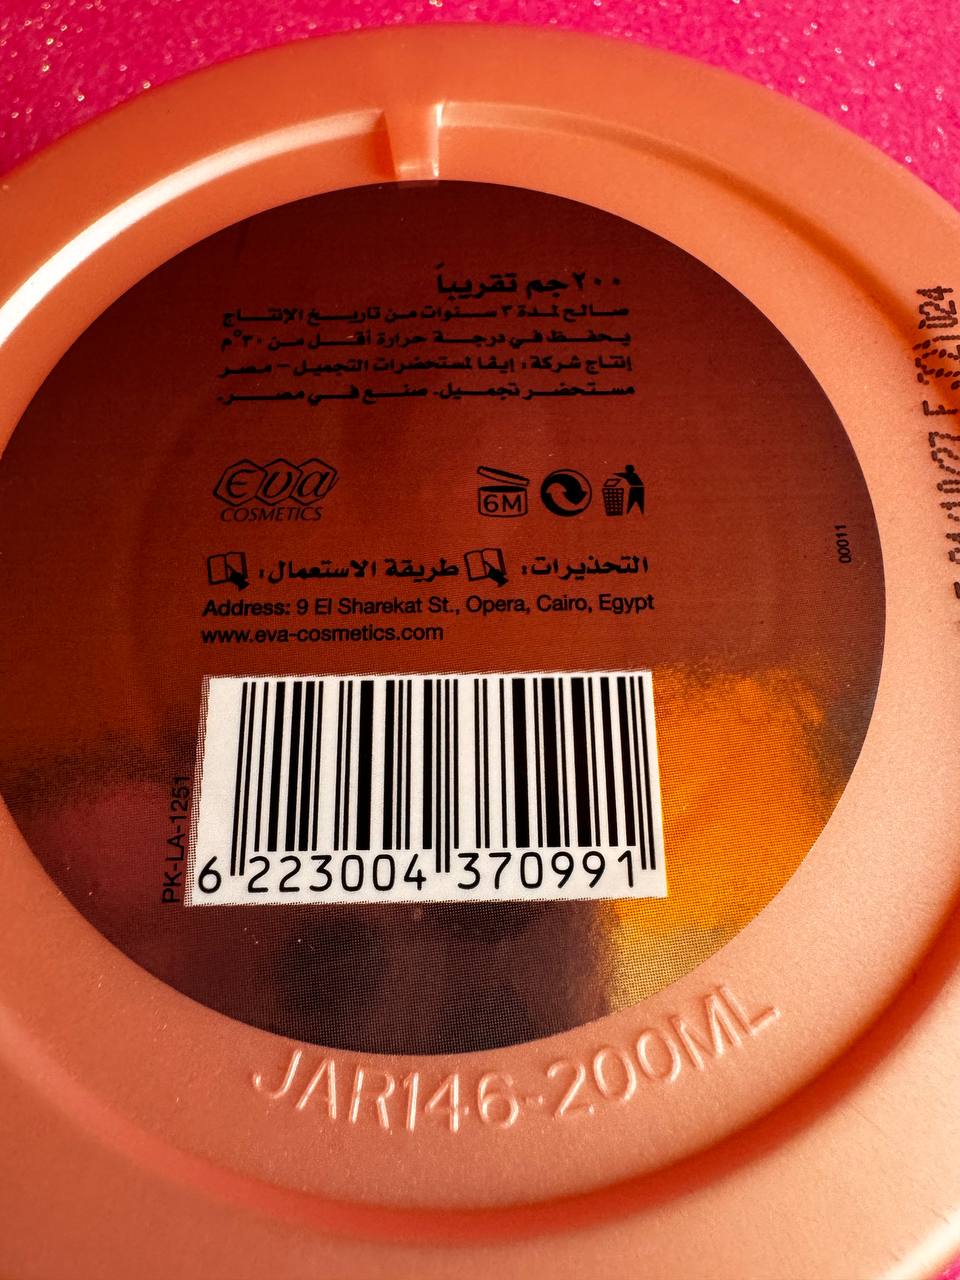 ٢٠٠جم تقريباً
صالح لمدة ٣ سنوات من تاريخ الإنتاج
يحفظ في درجة حرارة أقل من ٣٠°م
إنتاج شركة : إيفا لمستحضرات التجميل - مصر
مستحضر تجميل. صنع في مصر.
Eva
COSMETICS
6M
التحذيرات: طريقة الاستعمال:
Address: 9 El Sharekat St., Opera, Cairo, Egypt
www.eva-cosmetics.com
00011
PK-LA-1251
6 223004 370991
JAR146-200ML